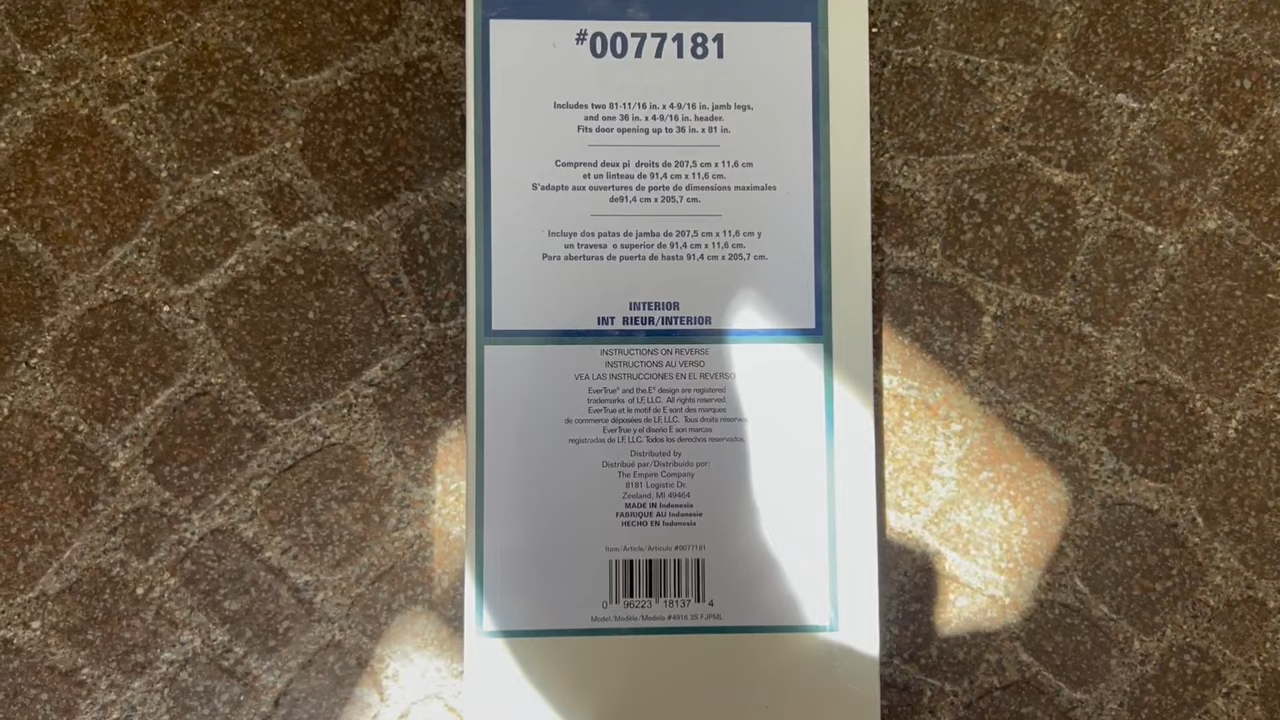 #0077181
Includes two 81-11/16 in. x 4-9/16 in. jamb legs,
and one 36 in. x 4-9/16 in. header.
Fits door opening up to 36 in. x 81 in.
Comprend deux pi droits de 207,5 cm x 11,6 cm
et un linteau de 91,4 cm x 11,6 cm.
S'adapte aux ouvertures de porte de dimensions maximales
de91,4 cm x 205,7 cm.
Incluye dos patas de jamba de 207,5 cm x 11,6 cm y
un travesa o superior de 91,4 cm x 11,6 cm.
Para aberturas de puerta de hasta 91,4 cm x 205,7 cm.
INTERIOR
INT RIEUR/INTERIOR
INSTRUCTIONS ON REVERSE
INSTRUCTIONS AU VERSO
VEA LAS INSTRUCCIONES EN EL REVERSO
EverTrue® and the E® design are registered
trademarks of LF, LLC. All rights reserved.
EverTrue et le motif de E sont des marques
de commerce déposées de LF, LLC. Tous droits réservés.
EverTrue y el diseño E son marcas
registradas de LF, LLC. Todos los derechos reservados.
Distributed by
Distribué par/Distribuido por:
The Empire Company
8181 Logistic Dr.
Zeeland, MI 49464
MADE IN Indonesia
FABRIQUE AU Indonesie
HECHO EN Indonesia
Item/Article/Artículo #0077181
0 96223 18137 4
Model/Modèle/Modelo #4916 3S FJPML